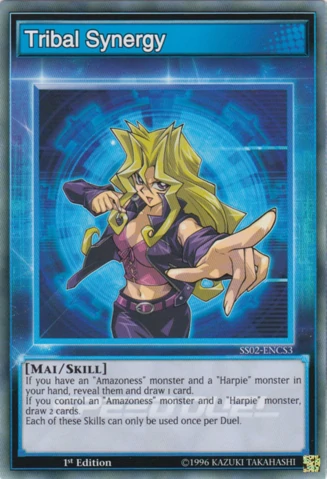 Tribal Synergy
SS02-ENCS3
[MAI/SKILL]
If you have an "Amazoness" monster and a "Harpie" monster in
your hand, reveal them and draw 1 card.
If you control an "Amazoness" monster and a "Harpie" monster,
draw 2 cards.
Each of these Skills can only be used once per Duel.
1st Edition
©1996 KAZUKI TAKAHASHI